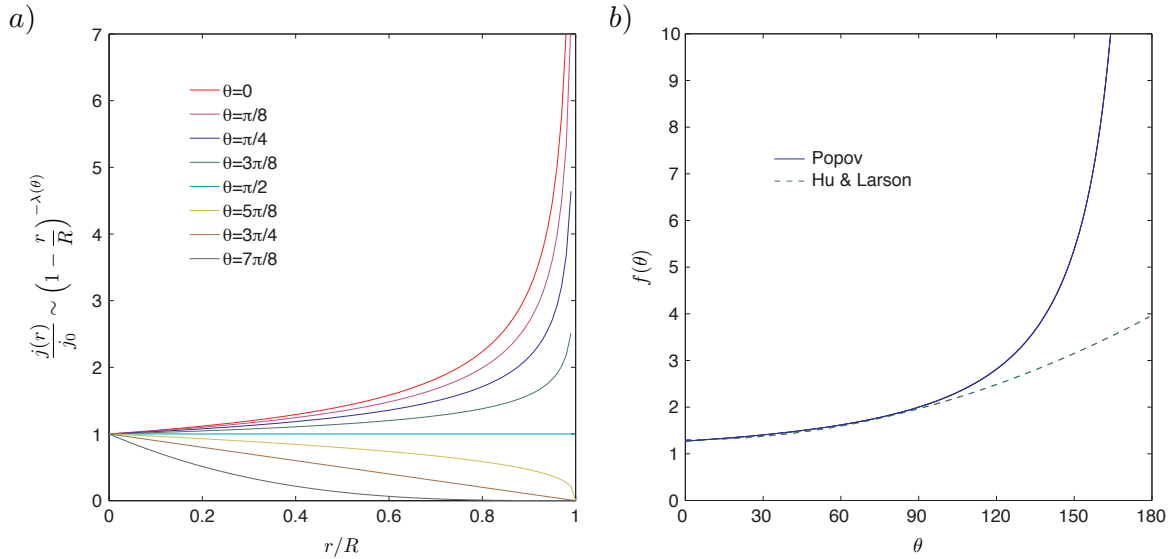 a)
j(r)/j₀ ∼ (1 − r/R)^{−λ(θ)}
7
6
5
4
3
2
1
0
θ=0
θ=π/8
θ=π/4
θ=3π/8
θ=π/2
θ=5π/8
θ=3π/4
θ=7π/8
0 0.2 0.4 0.6 0.8 1
r/R
b)
f(θ)
10
9
8
7
6
5
4
3
2
1
0
Popov
Hu & Larson
0 30 60 90 120 150 180
θ